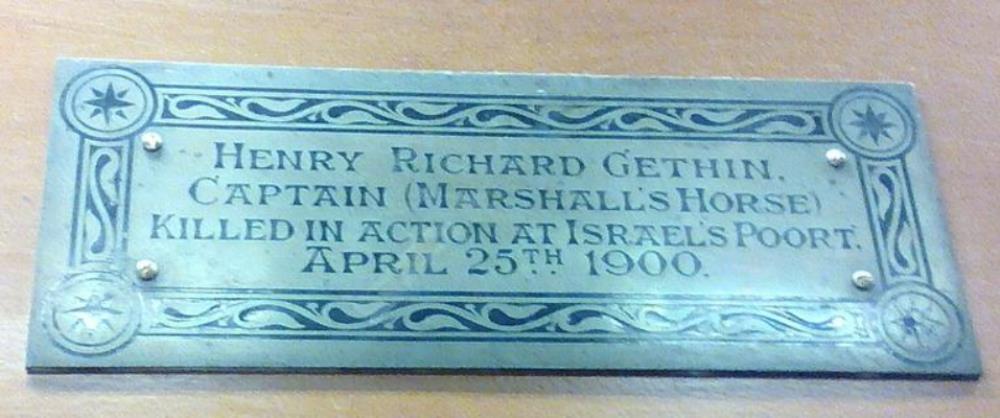 HENRY RICHARD GETHIN.
CAPTAIN (MARSHALL'S HORSE)
KILLED IN ACTION AT ISRAEL'S POORT.
APRIL 25TH 1900.